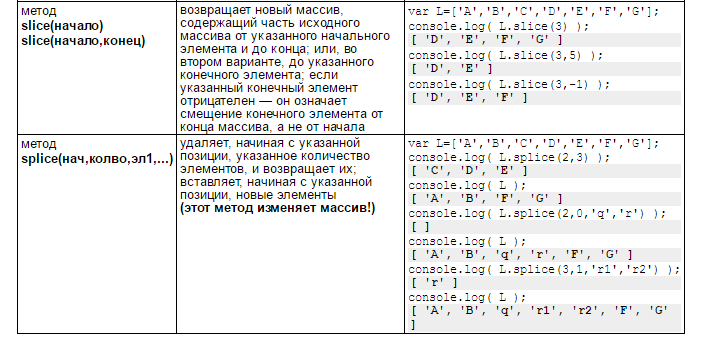 метод
slice(начало)
slice(начало,конец)
возвращает новый массив,
содержащий часть исходного
массива от указанного начального
элемента и до конца; или, во
втором варианте, до указанного
конечного элемента; если
указанный конечный элемент
отрицателен — он означает
смещение конечного элемента от
конца массива, а не от начала
var L=['A','B','C','D','E','F','G'];
console.log( L.slice(3) );
[ 'D', 'E', 'F', 'G' ]
console.log( L.slice(3,5) );
[ 'D', 'E' ]
console.log( L.slice(3,-1) );
[ 'D', 'E', 'F' ]
метод
splice(нач,колво,эл1,...)
удаляет, начиная с указанной
позиции, указанное количество
элементов, и возвращает их;
вставляет, начиная с указанной
позиции, новые элементы
(этот метод изменяет массив!)
var L=['A','B','C','D','E','F','G'];
console.log( L.splice(2,3) );
[ 'C', 'D', 'E' ]
console.log( L );
[ 'A', 'B', 'F', 'G' ]
console.log( L.splice(2,0,'q','r') );
[ ]
console.log( L );
[ 'A', 'B', 'q', 'r', 'F', 'G' ]
console.log( L.splice(3,1,'r1','r2') );
[ 'r' ]
console.log( L );
[ 'A', 'B', 'q', 'r1', 'r2', 'F', 'G'
]